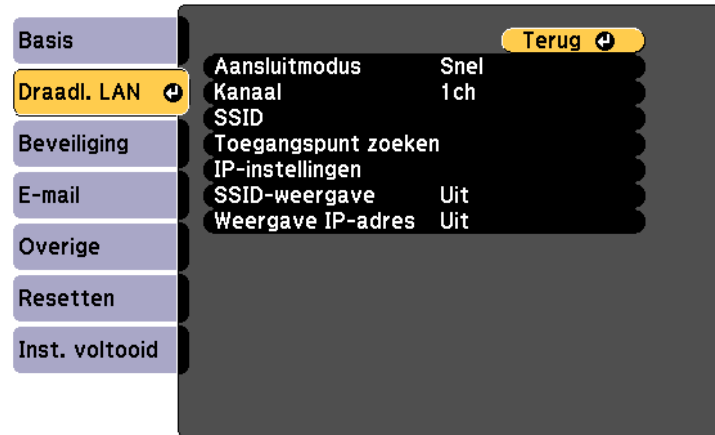 Basis
Draadl. LAN
Beveiliging
E-mail
Overige
Resetten
Inst. voltooid
Terug
Aansluitmodus Snel
Kanaal 1ch
SSID
Toegangspunt zoeken
IP-instellingen
SSID-weergave Uit
Weergave IP-adres Uit